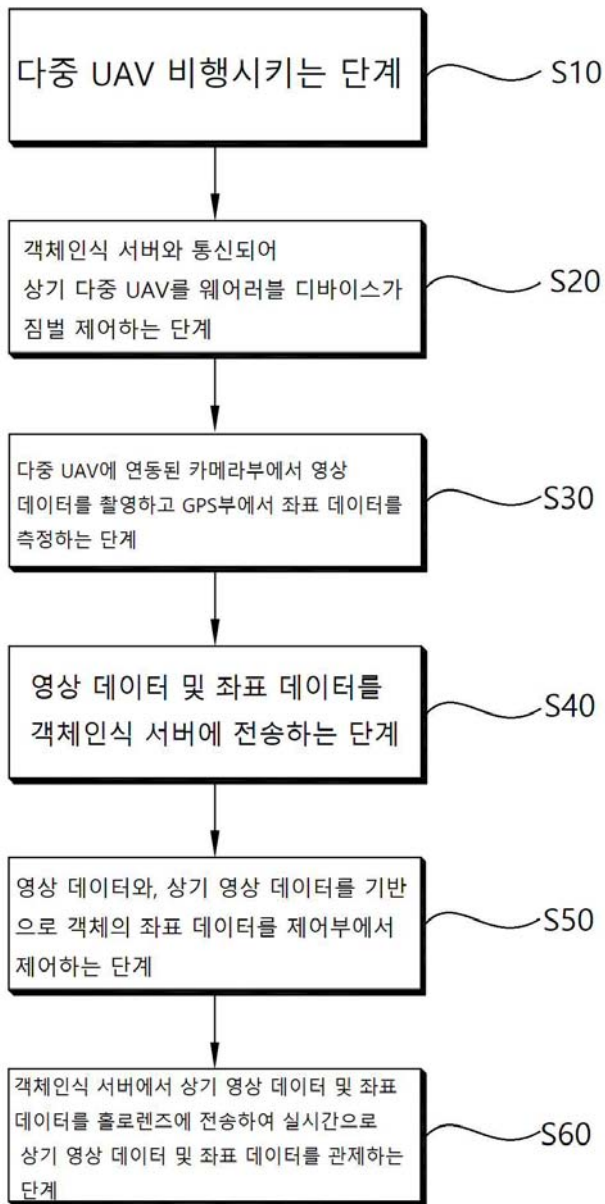 다중 UAV 비행시키는 단계
S10
객체인식 서버와 통신되어
상기 다중 UAV를 웨어러블 디바이스가
짐벌 제어하는 단계
S20
다중 UAV에 연동된 카메라부에서 영상
데이터를 촬영하고 GPS부에서 좌표 데이터를
측정하는 단계
S30
영상 데이터 및 좌표 데이터를
객체인식 서버에 전송하는 단계
S40
영상 데이터와, 상기 영상 데이터를 기반
으로 객체의 좌표 데이터를 제어부에서
제어하는 단계
S50
객체인식 서버에서 상기 영상 데이터 및 좌표
데이터를 홀로렌즈에 전송하여 실시간으로
상기 영상 데이터 및 좌표 데이터를 관제하는
단계
S60